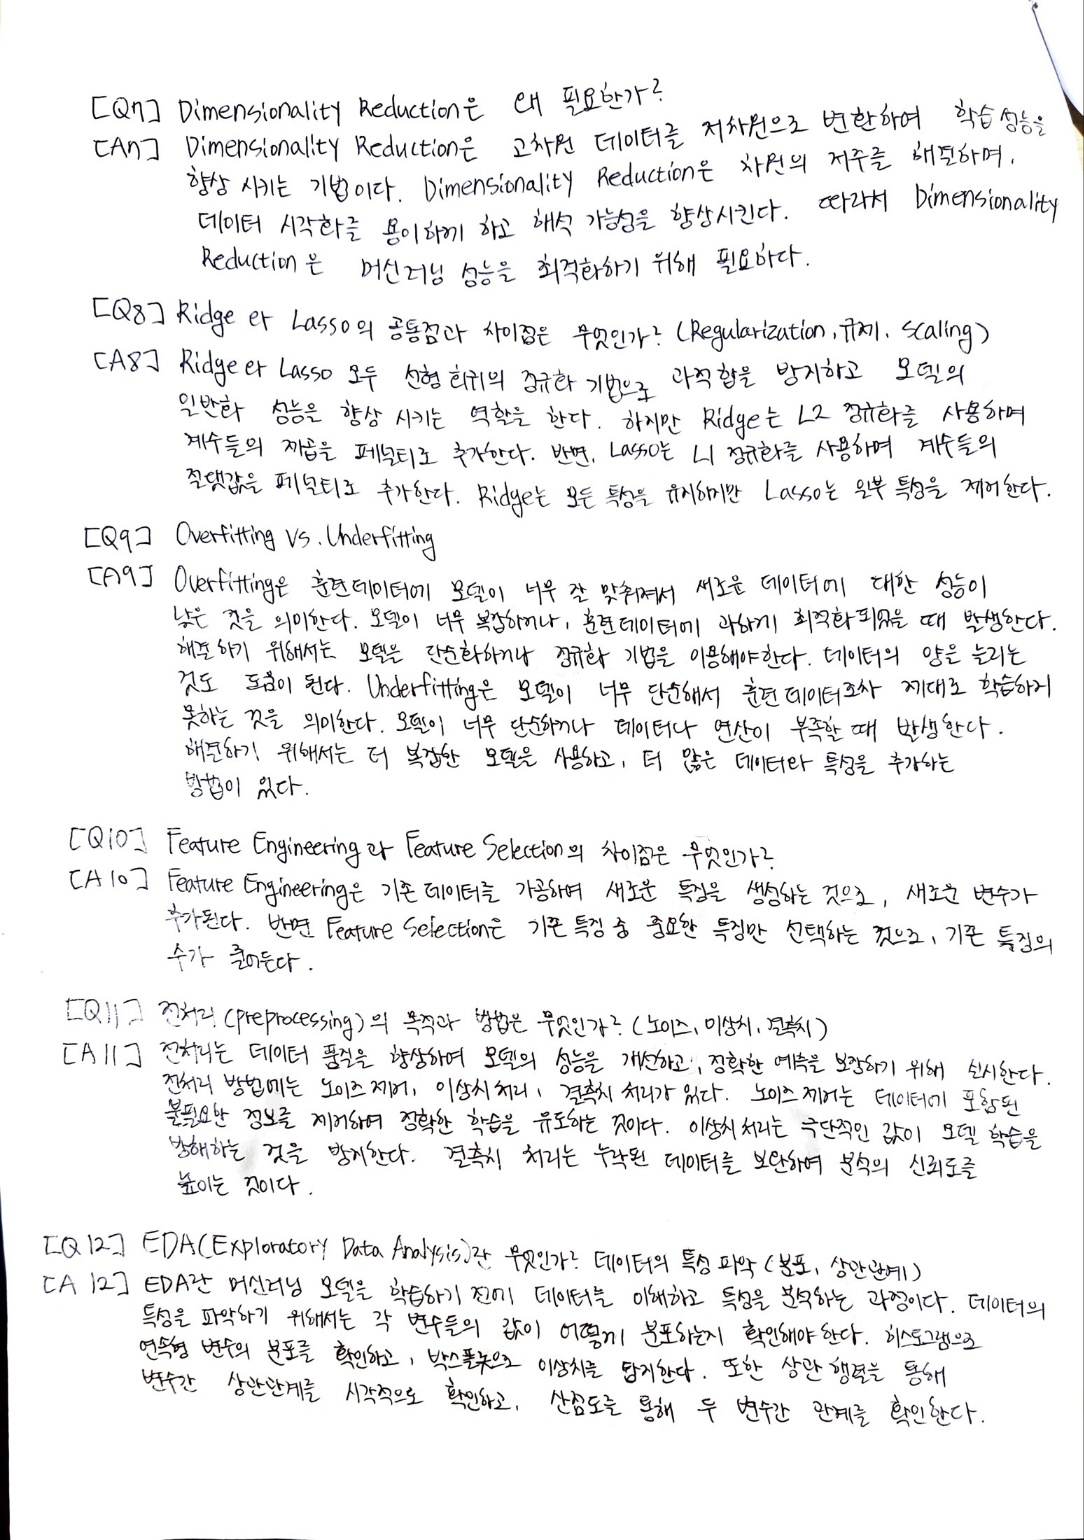 [Q7] Dimensionality Reduction은 왜 필요한가?
[A7] Dimensionality Reduction은 고차원 데이터를 저차원으로 변환하여 학습 성능을
향상 시키는 기법이다. Dimensionality Reduction은 차원의 저주를 해결하며,
데이터 시각화를 용이하게 하고 해석 가능성을 향상시킨다. 따라서 Dimensionality
Reduction은 머신러닝 성능을 최적화하기 위해 필요하다.
[Q8] Ridge와 Lasso의 공통점과 차이점은 무엇인가? (Regularization, 규제, Scaling)
[A8] Ridge와 Lasso 모두 선형 회귀의 정규화 기법으로 과적합을 방지하고 모델의
일반화 성능을 향상 시키는 역할을 한다. 하지만 Ridge는 L2 정규화를 사용하며
계수들의 제곱을 페널티로 추가한다. 반면, Lasso는 L1 정규화를 사용하며 계수들의
절댓값을 페널티로 추가한다. Ridge는 모든 특성을 유지하지만 Lasso는 일부 특성을 제거한다.
[Q9] Overfitting vs. Underfitting
[A9] Overfitting은 훈련데이터에 모델이 너무 잘 맞춰져서 새로운 데이터에 대한 성능이
낮은 것을 의미한다. 모델이 너무 복잡하거나, 훈련데이터에 과하게 최적화되었을 때 발생한다.
해결하기 위해서는 모델을 단순화하거나 정규화 기법을 이용해야한다. 데이터의 양을 늘리는
것도 도움이 된다. Underfitting은 모델이 너무 단순해서 훈련 데이터조차 제대로 학습하지
못하는 것을 의미한다. 모델이 너무 단순하거나 데이터나 연산이 부족할 때 발생한다.
해결하기 위해서는 더 복잡한 모델을 사용하고, 더 많은 데이터와 특성을 추가하는
방법이 있다.
[Q10] Feature Engineering과 Feature Selection의 차이점은 무엇인가?
[A10] Feature Engineering은 기존 데이터를 가공하여 새로운 특징을 생성하는 것으로, 새로운 변수가
추가된다. 반면 Feature Selection은 기존 특징 중 중요한 특징만 선택하는 것으로, 기존 특징의
수가 줄어든다.
[Q11] 전처리(preprocessing)의 목적과 방법은 무엇인가? (노이즈, 이상치, 결측치)
[A11] 전처리는 데이터 품질을 향상하여 모델의 성능을 개선하고, 정확한 예측을 보장하기 위해 실시한다.
전처리 방법에는 노이즈 제거, 이상치 처리, 결측치 처리가 있다. 노이즈 제거는 데이터에 포함된
불필요한 정보를 제거하여 정확한 학습을 유도하는 것이다. 이상치 처리는 극단적인 값이 모델 학습을
방해하는 것을 방지한다. 결측치 처리는 누락된 데이터를 보완하여 분석의 신뢰도를
높이는 것이다.
[Q12] EDA(Exploratory Data Analysis)란 무엇인가? 데이터의 특성 파악 (분포, 상관관계)
[A12] EDA란 머신러닝 모델을 학습하기 전에 데이터를 이해하고 특성을 분석하는 과정이다. 데이터의
특성을 파악하기 위해서는 각 변수들의 값이 어떻게 분포하는지 확인해야 한다. 히스토그램으로
연속형 변수의 분포를 확인하고, 박스플롯으로 이상치를 탐지한다. 또한 상관 행렬을 통해
변수간 상관관계를 시각적으로 확인하고, 산점도를 통해 두 변수간 관계를 확인한다.